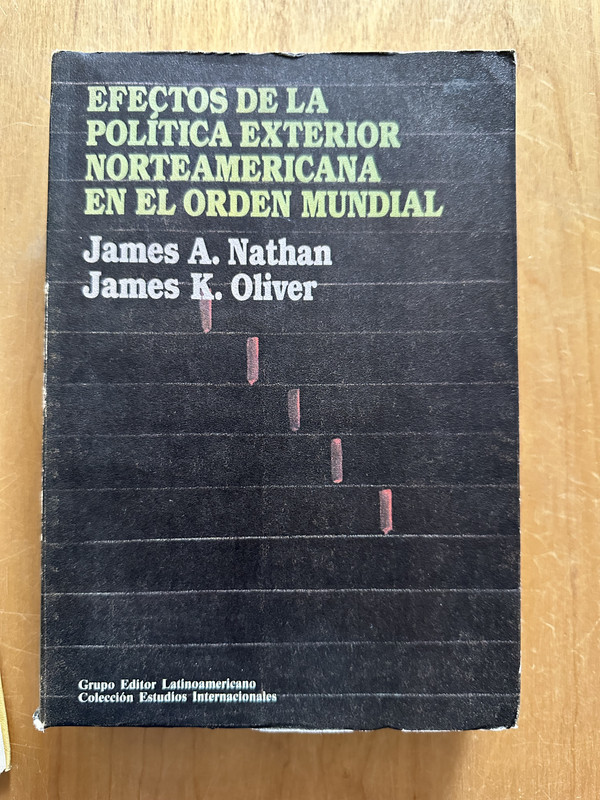 EFECTOS DE LA
POLÍTICA EXTERIOR
NORTEAMERICANA
EN EL ORDEN MUNDIAL
James A. Nathan
James K. Oliver
Grupo Editor Latinoamericano
Colección Estudios Internacionales